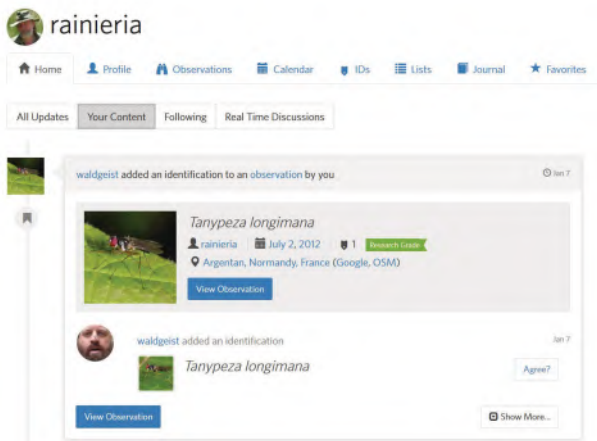 rainieria
Home Profile Observations Calendar IDs Lists Journal Favorites
All Updates Your Content Following Real Time Discussions
waldgeist added an identification to an observation by you Jan 7
Tanypeza longimana
rainieria July 2, 2012 1 Research Grade
Argentan, Normandy, France (Google, OSM)
View Observation
waldgeist added an identification Jan 7
Tanypeza longimana Agree?
View Observation Show More...